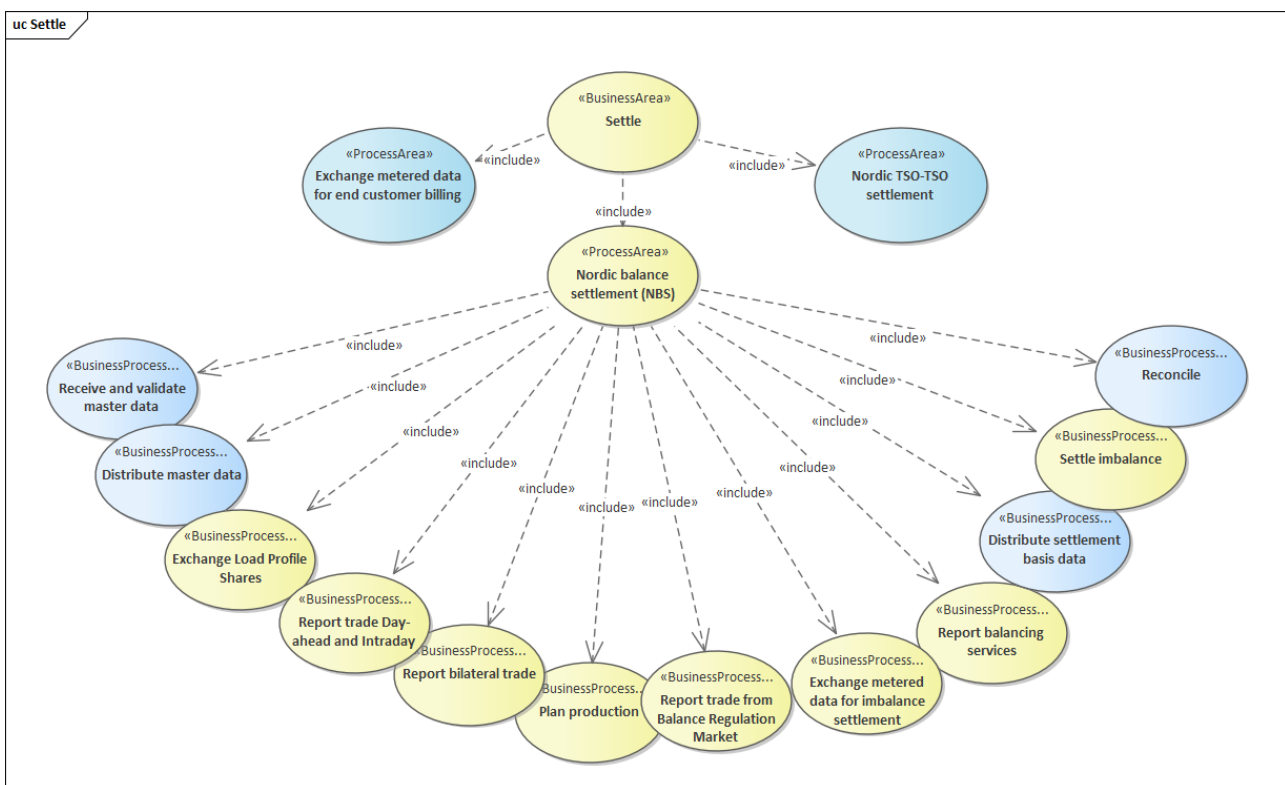 uc Settle
«BusinessArea»
Settle
«ProcessArea»
Exchange metered data
for end customer billing
«include»
«include»
«ProcessArea»
Nordic TSO-TSO
settlement
«include»
«ProcessArea»
Nordic balance
settlement (NBS)
«include»
«include»
«include»
«include»
«include»
«include»
«include»
«include»
«include»
«include»
«include»
«include»
«BusinessProcess...
Receive and validate
master data
«BusinessProcess...
Distribute master data
«BusinessProcess...
Exchange Load Profile
Shares
«BusinessProcess...
Report trade Day-
ahead and Intraday
«BusinessProcess...
Report bilateral trade
«BusinessProcess...
Plan production
«BusinessProcess...
Report trade from
Balance Regulation
Market
«BusinessProcess...
Exchange metered
data for imbalance
settlement
«BusinessProcess...
Report balancing
services
«BusinessProcess...
Distribute settlement
basis data
«BusinessProcess...
Settle imbalance
«BusinessProcess...
Reconcile